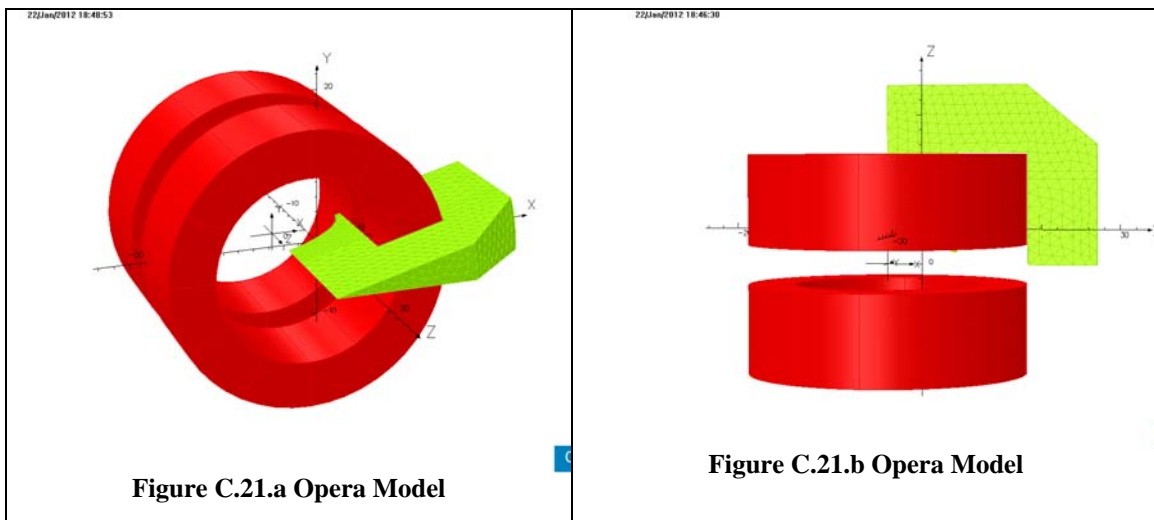 22/Jan/2012 18:48:53
Y
20
X
Z
Figure C.21.a Opera Model
22/Jan/2012 18:46:30
Z
30
X
0
Figure C.21.b Opera Model